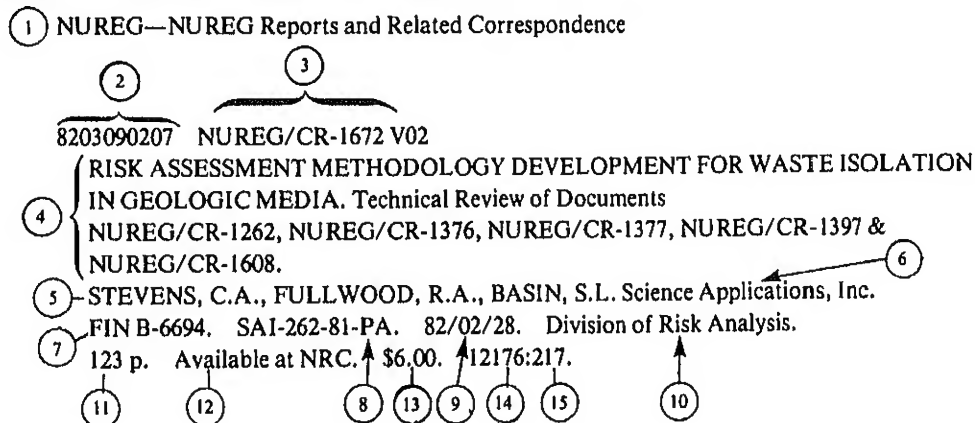 1 NUREG—NUREG Reports and Related Correspondence
2 3
8203090207 NUREG/CR-1672 V02
RISK ASSESSMENT METHODOLOGY DEVELOPMENT FOR WASTE ISOLATION
4 IN GEOLOGIC MEDIA. Technical Review of Documents
NUREG/CR-1262, NUREG/CR-1376, NUREG/CR-1377, NUREG/CR-1397 &
NUREG/CR-1608. 6
5 STEVENS, C.A., FULLWOOD, R.A., BASIN, S.L. Science Applications, Inc.
7 FIN B-6694. SAI-262-81-PA. 82/02/28. Division of Risk Analysis.
123 p. Available at NRC. $6.00. 12176:217.
11 12 8 13 9 14 15 10